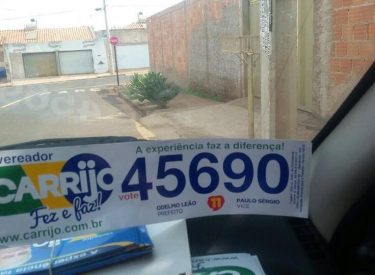 A experiência faz a diferença!
vereador
CARRIJO
vote 45690
Fez e faz!
ODELMO LEÃO
PREFEITO
11
PAULO SÉRGIO
VICE
www.carrijo.com.br